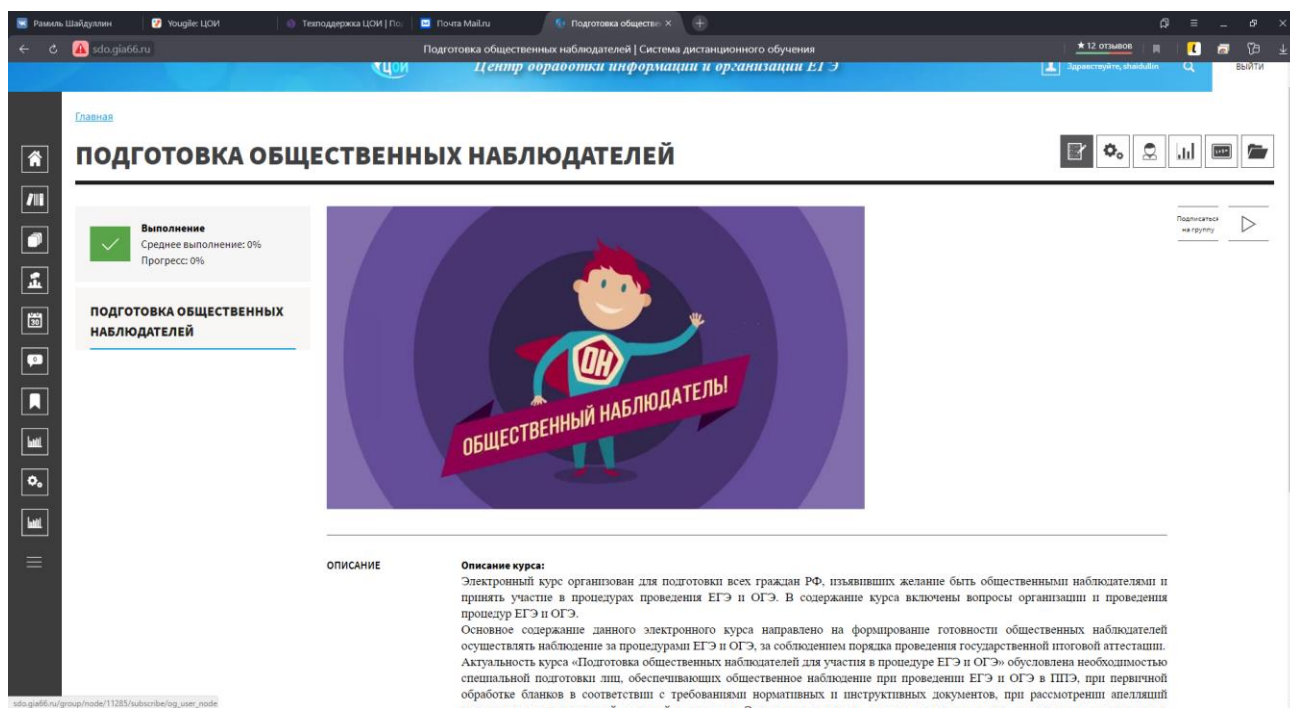 Рамиль Шайдуллин
Yougile: ЦОИ
Техподдержка ЦОИ | По
Почта Mail.ru
Подготовка обществе
sdo.gia66.ru
Подготовка общественных наблюдателей | Система дистанционного обучения
★ 12 отзывов
ЦОИ
Центр обработки информации и организации ЕГЭ
Здравствуйте, shaidullin
ВЫЙТИ
Главная
ПОДГОТОВКА ОБЩЕСТВЕННЫХ НАБЛЮДАТЕЛЕЙ
Выполнение
Среднее выполнение: 0%
Прогресс: 0%
Подписаться
на группу
ПОДГОТОВКА ОБЩЕСТВЕННЫХ
НАБЛЮДАТЕЛЕЙ
30
0
ОН
ОБЩЕСТВЕННЫЙ НАБЛЮДАТЕЛЬ!
ОПИСАНИЕ
Описание курса:
Электронный курс организован для подготовки всех граждан РФ, изъявивших желание быть общественными наблюдателями и
принять участие в процедурах проведения ЕГЭ и ОГЭ. В содержание курса включены вопросы организации и проведения
процедур ЕГЭ и ОГЭ.
Основное содержание данного электронного курса направлено на формирование готовности общественных наблюдателей
осуществлять наблюдение за процедурами ЕГЭ и ОГЭ, за соблюдением порядка проведения государственной итоговой аттестации.
Актуальность курса «Подготовка общественных наблюдателей для участия в процедуре ЕГЭ и ОГЭ» обусловлена необходимостью
специальной подготовки лиц, обеспечивающих общественное наблюдение при проведении ЕГЭ и ОГЭ в ППЭ, при первичной
обработке бланков в соответствии с требованиями нормативных и инструктивных документов, при рассмотрении апелляций
sdo.gia66.ru/group/node/11285/subscribe/og_user_node